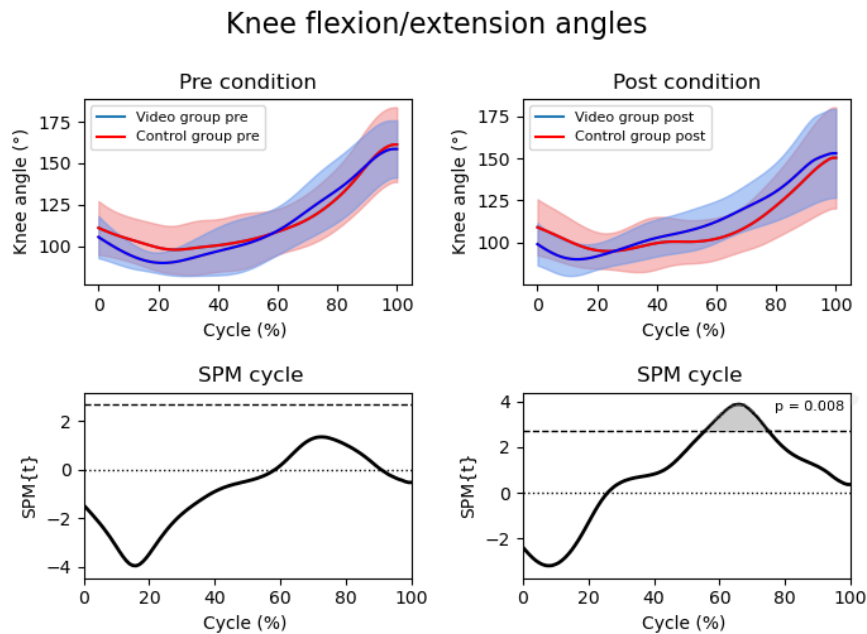 Knee flexion/extension angles
Pre condition
Post condition
Video group pre
Control group pre
Video group post
Control group post
Knee angle (°)
175
150
125
100
0 20 40 60 80 100
Cycle (%)
Knee angle (°)
175
150
125
100
0 20 40 60 80 100
Cycle (%)
SPM cycle
SPM{t}
2
0
−2
−4
0 20 40 60 80 100
Cycle (%)
SPM cycle
p = 0.008
SPM{t}
4
2
0
−2
0 20 40 60 80 100
Cycle (%)